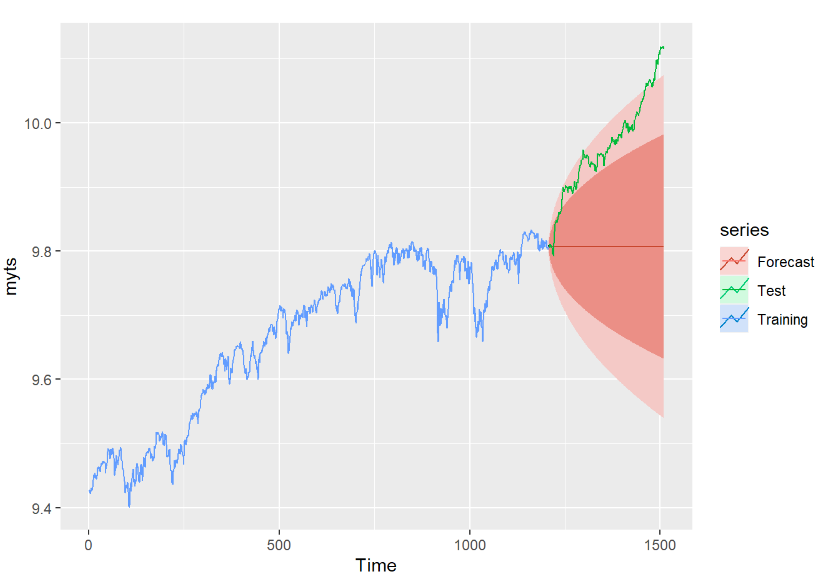 myts
10.0
9.8
9.6
9.4
0
500
1000
1500
Time
series
Forecast
Test
Training